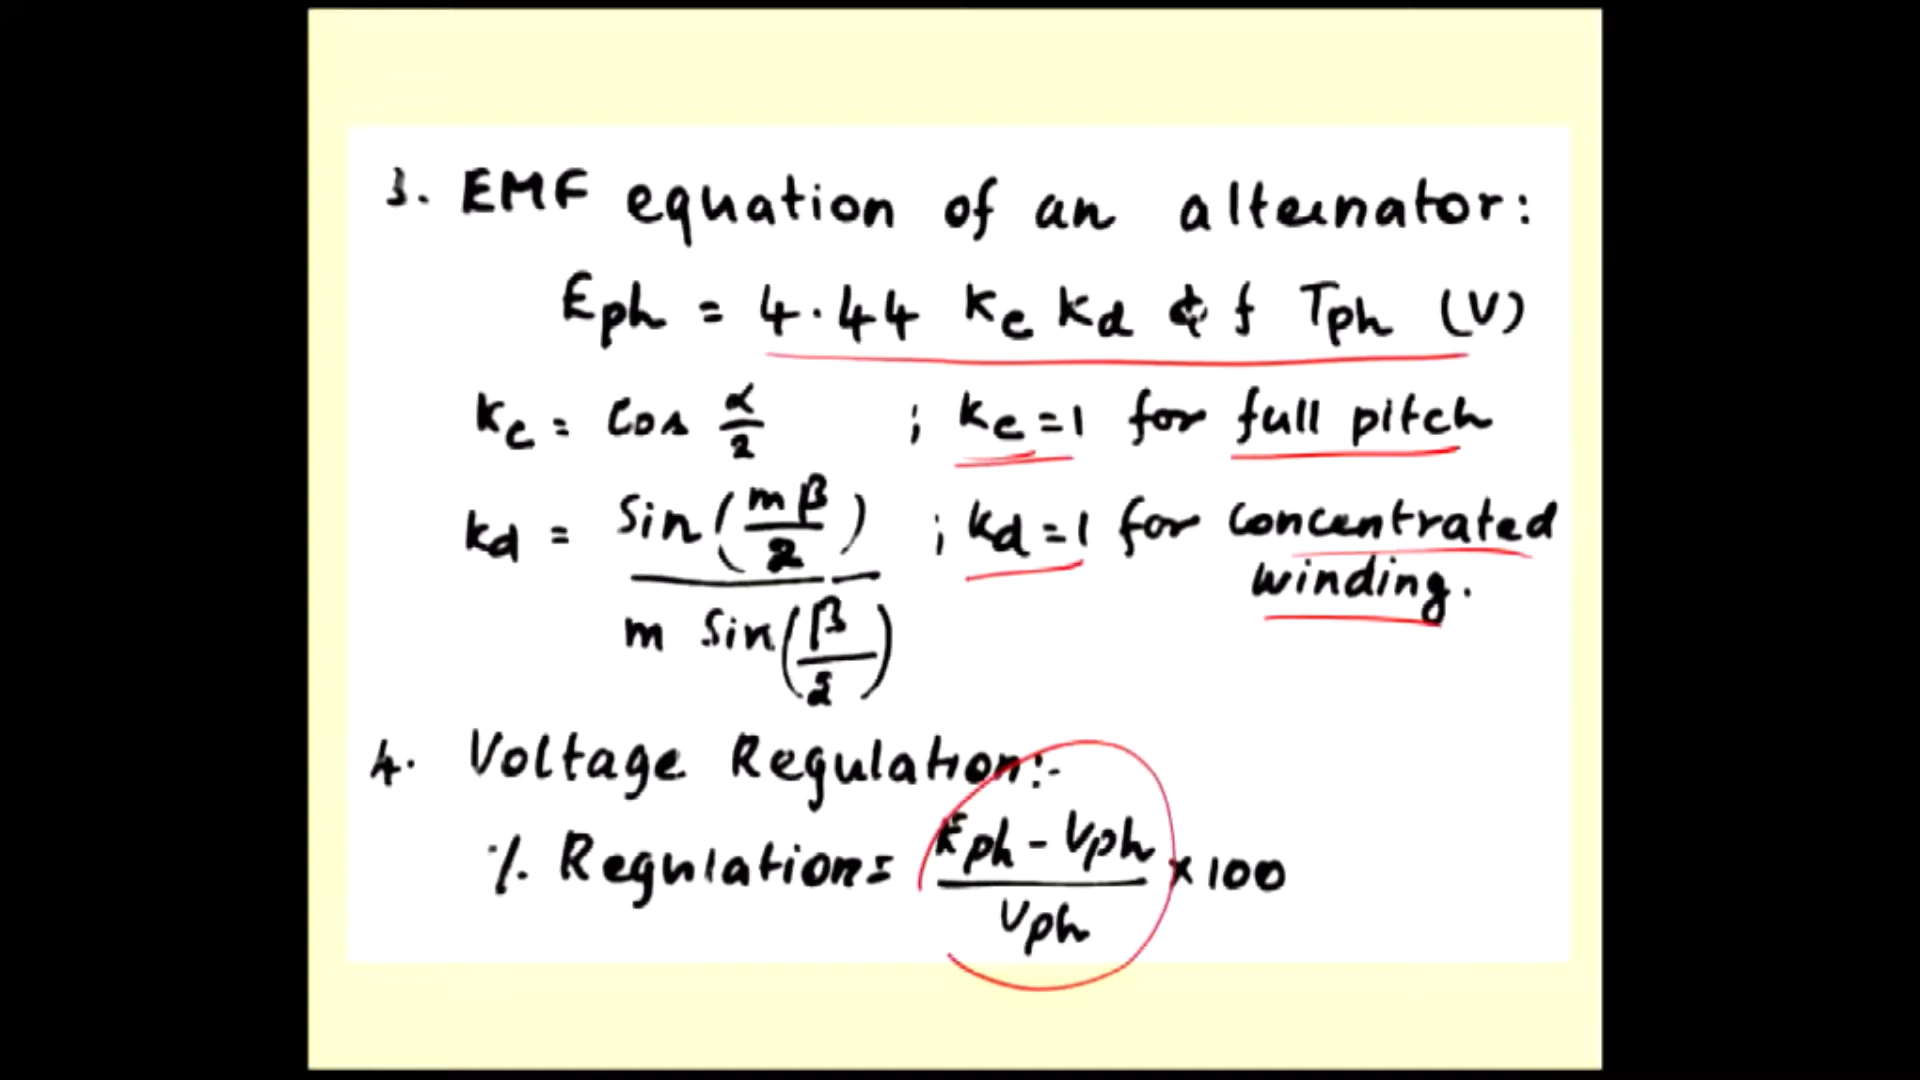 3. EMF equation of an alternator:
Eph = 4.44 Kc Kd ϕ f Tph (V)
Kc = Cos α/2 ; Kc=1 for full pitch
Kd = Sin(mβ/2) / m Sin(β/2) ; Kd=1 for concentrated
winding.
4. Voltage Regulation:-
% Regulation= Eph-Vph / Vph × 100